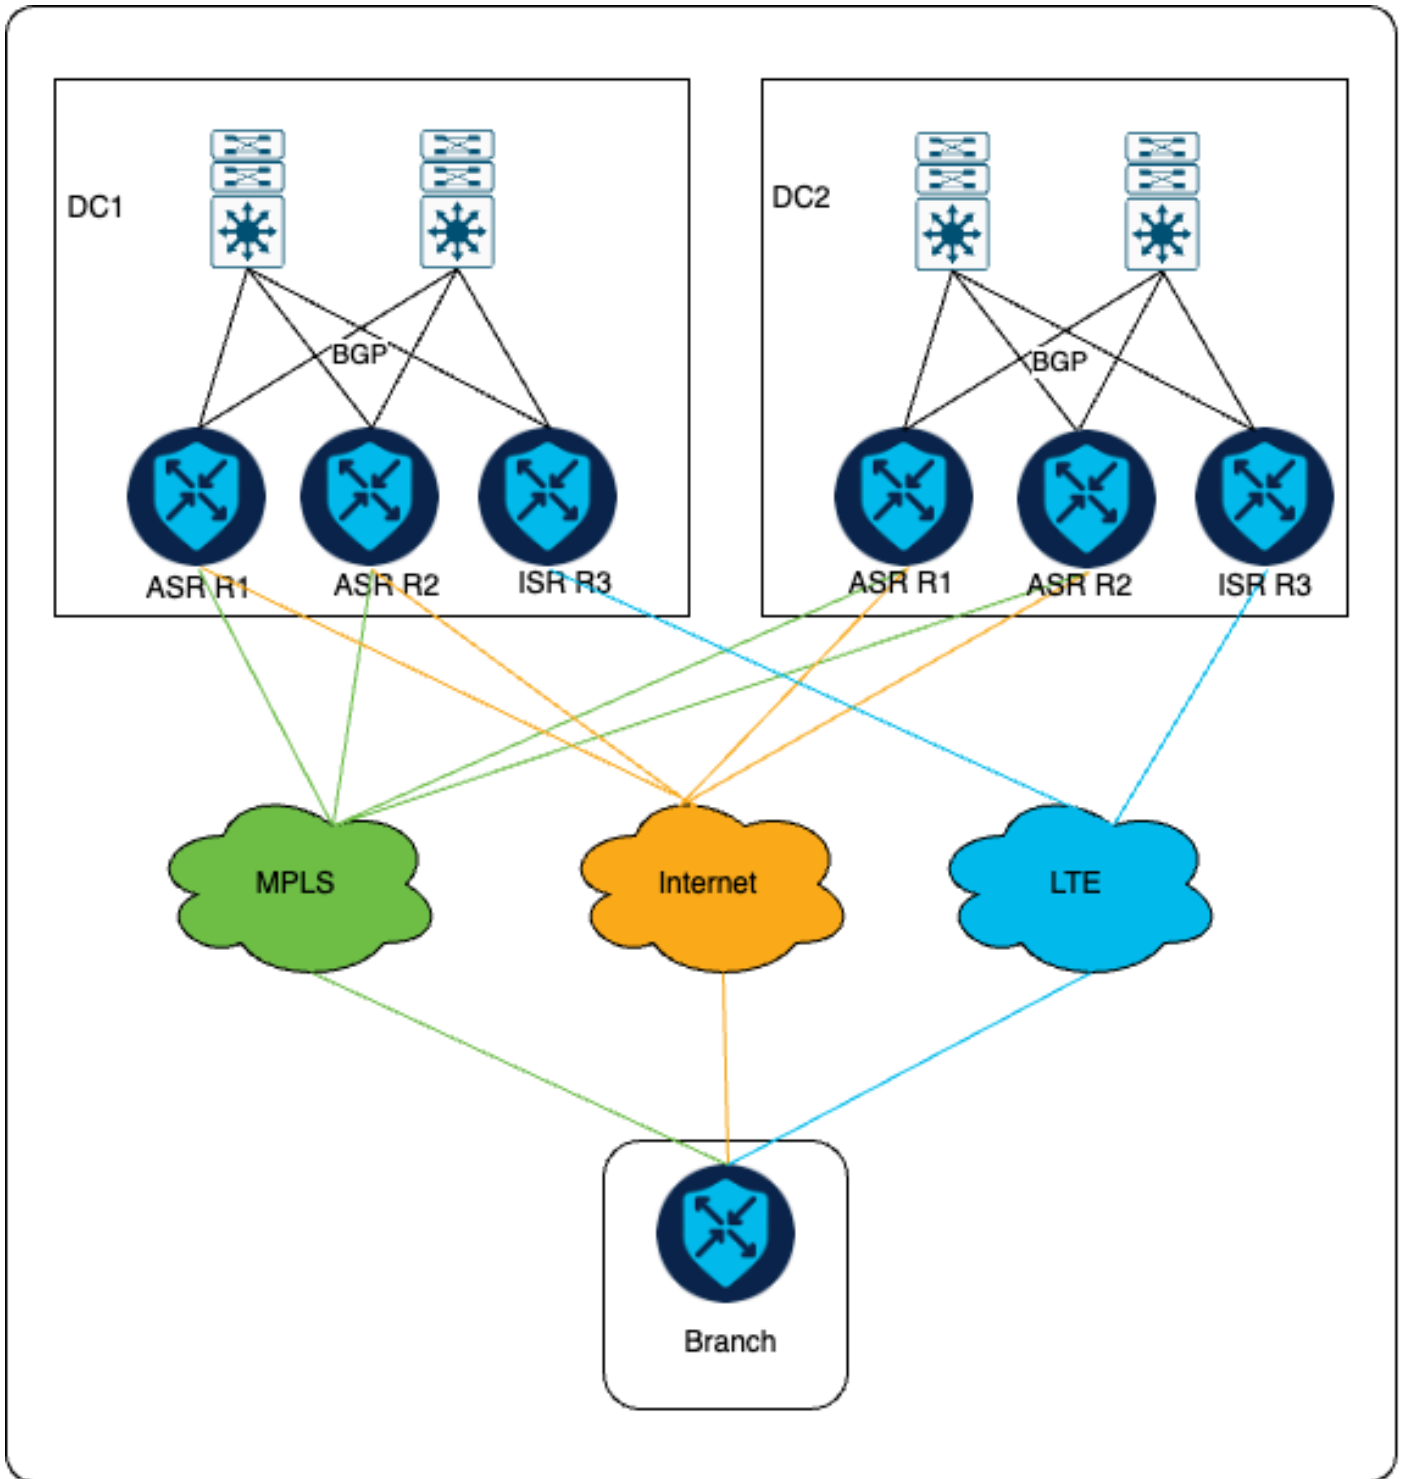 DC1
DC2
BGP
BGP
ASR R1
ASR R2
ISR R3
ASR R1
ASR R2
ISR R3
MPLS
Internet
LTE
Branch